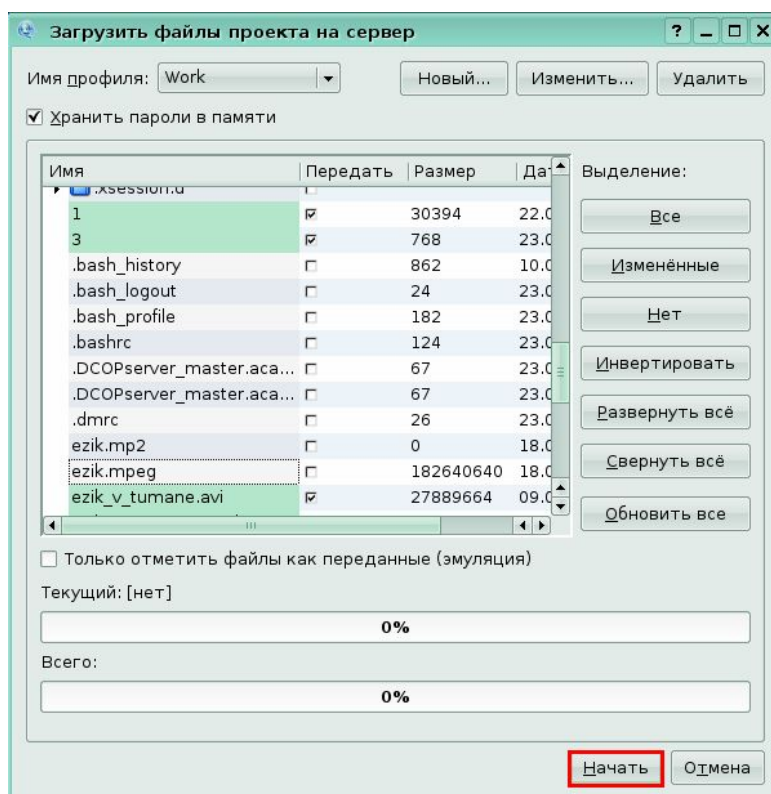 Загрузить файлы проекта на сервер
Имя профиля: Work Новый... Изменить... Удалить
Хранить пароли в памяти
Имя Передать Размер Выделение:
.xsession.d
1 30394 22.0 Все
3 768 23.0
.bash_history 862 10.0 Изменённые
.bash_logout 24 23.0
.bash_profile 182 23.0 Нет
.bashrc 124 23.0
.DCOPserver_master.aca... 67 23.0 Инвертировать
.DCOPserver_master.aca... 67 23.0
.dmrc 26 23.0 Развернуть всё
ezik.mp2 0 18.0
ezik.mpeg 182640640 18.0 Свернуть всё
ezik_v_tumane.avi 27889664 09.0
Обновить все
Только отметить файлы как переданные (эмуляция)
Текущий: [нет]
0%
Всего:
0%
Начать Отмена